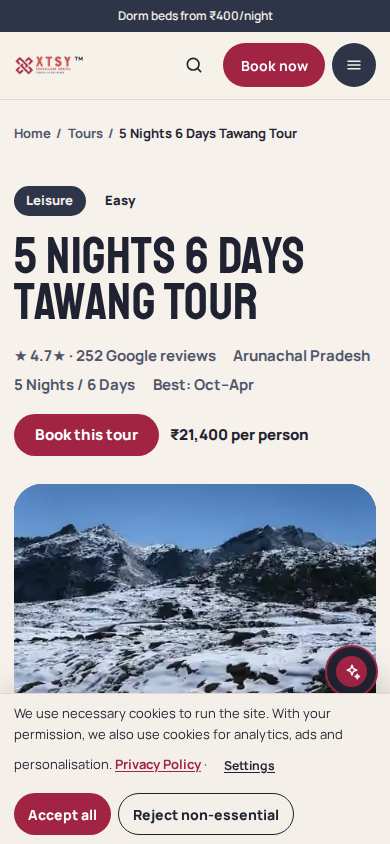 Dorm beds from ₹400/night
XTSY ™
Book now
Home / Tours / 5 Nights 6 Days Tawang Tour
Leisure Easy
5 NIGHTS 6 DAYS
TAWANG TOUR
★ 4.7★ · 252 Google reviews Arunachal Pradesh
5 Nights / 6 Days Best: Oct–Apr
Book this tour ₹21,400 per person
We use necessary cookies to run the site. With your
permission, we also use cookies for analytics, ads and
personalisation. Privacy Policy · Settings
Accept all Reject non-essential